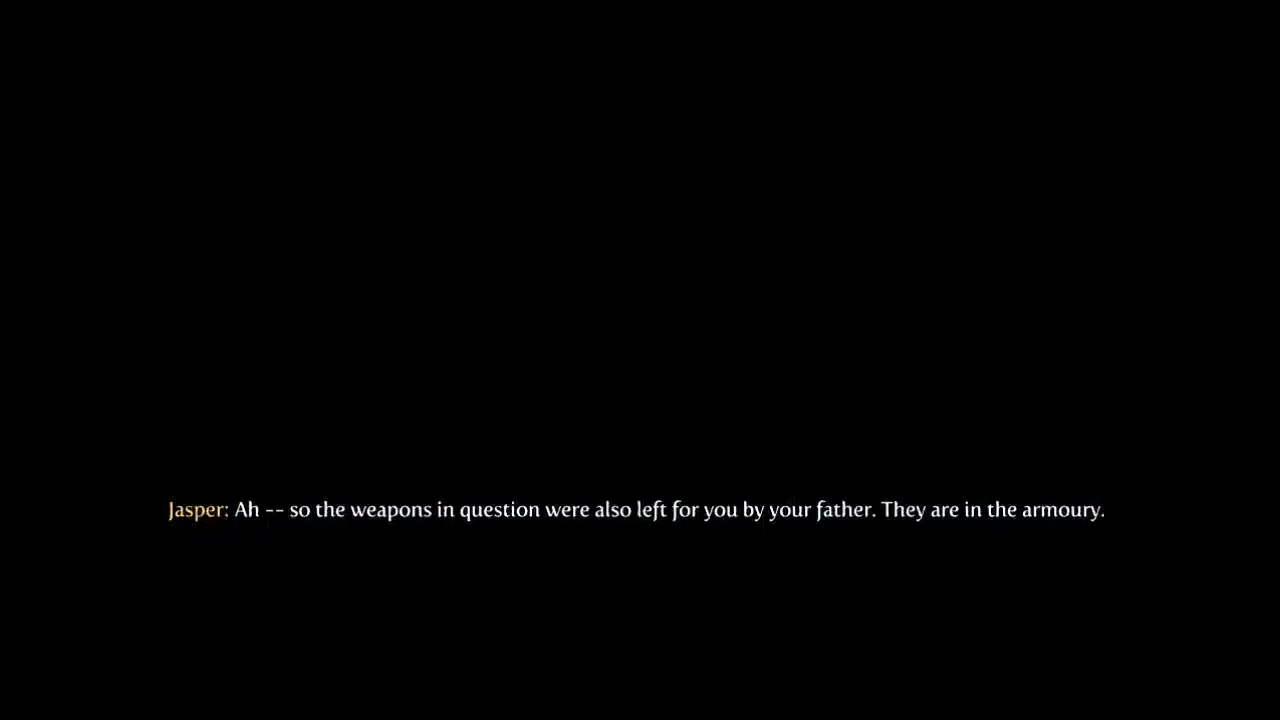 Jasper: Ah -- so the weapons in question were also left for you by your father. They are in the armoury.